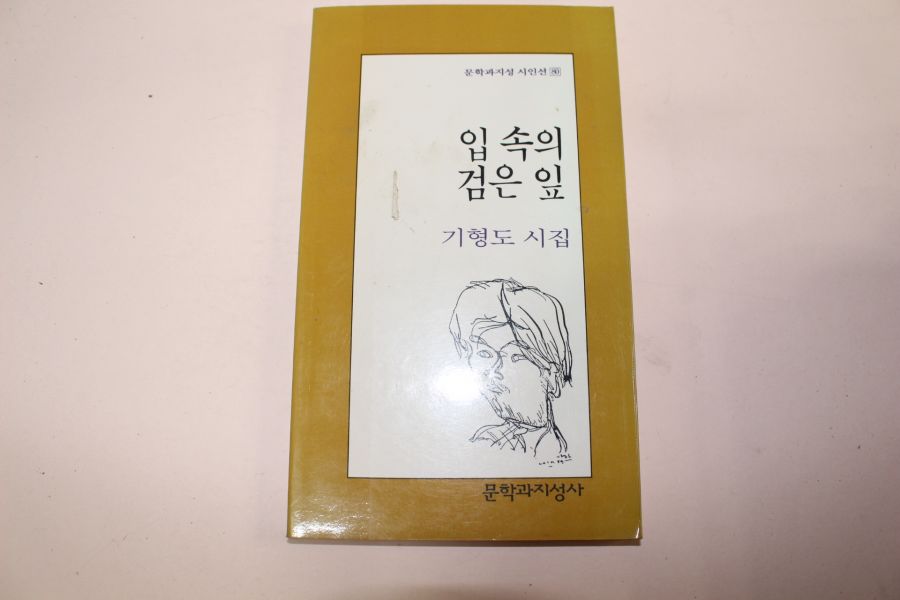 문학과지성 시인선 80
입 속의
검은 잎
기형도 시집
문학과지성사